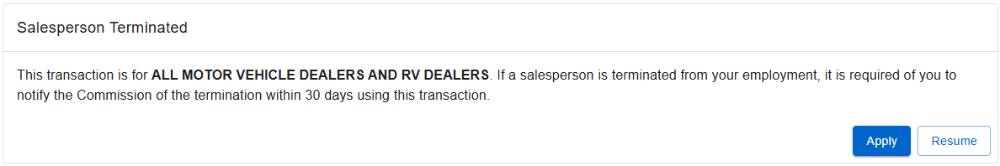 Salesperson Terminated
This transaction is for ALL MOTOR VEHICLE DEALERS AND RV DEALERS. If a salesperson is terminated from your employment, it is required of you to
notify the Commission of the termination within 30 days using this transaction.
Apply Resume